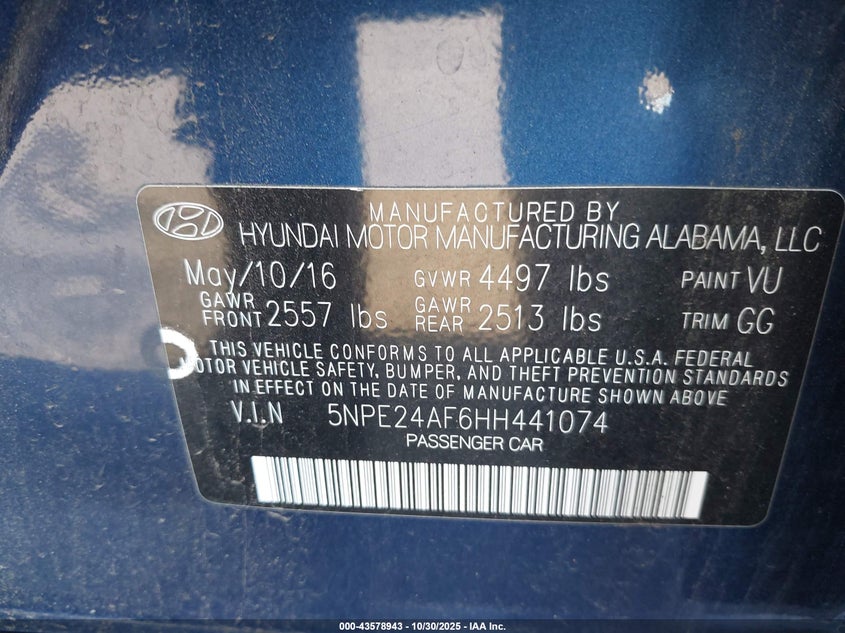 MANUFACTURED BY
HYUNDAI MOTOR MANUFACTURING ALABAMA, LLC
May/10/16 GVWR 4497 lbs PAINT VU
GAWR FRONT 2557 lbs GAWR REAR 2513 lbs TRIM GG
THIS VEHICLE CONFORMS TO ALL APPLICABLE U.S.A. FEDERAL
MOTOR VEHICLE SAFETY, BUMPER, AND THEFT PREVENTION STANDARDS
IN EFFECT ON THE DATE OF MANUFACTURE SHOWN ABOVE
V.I.N 5NPE24AF6HH441074
PASSENGER CAR
000-43578943 - 10/30/2025 - IAA Inc.